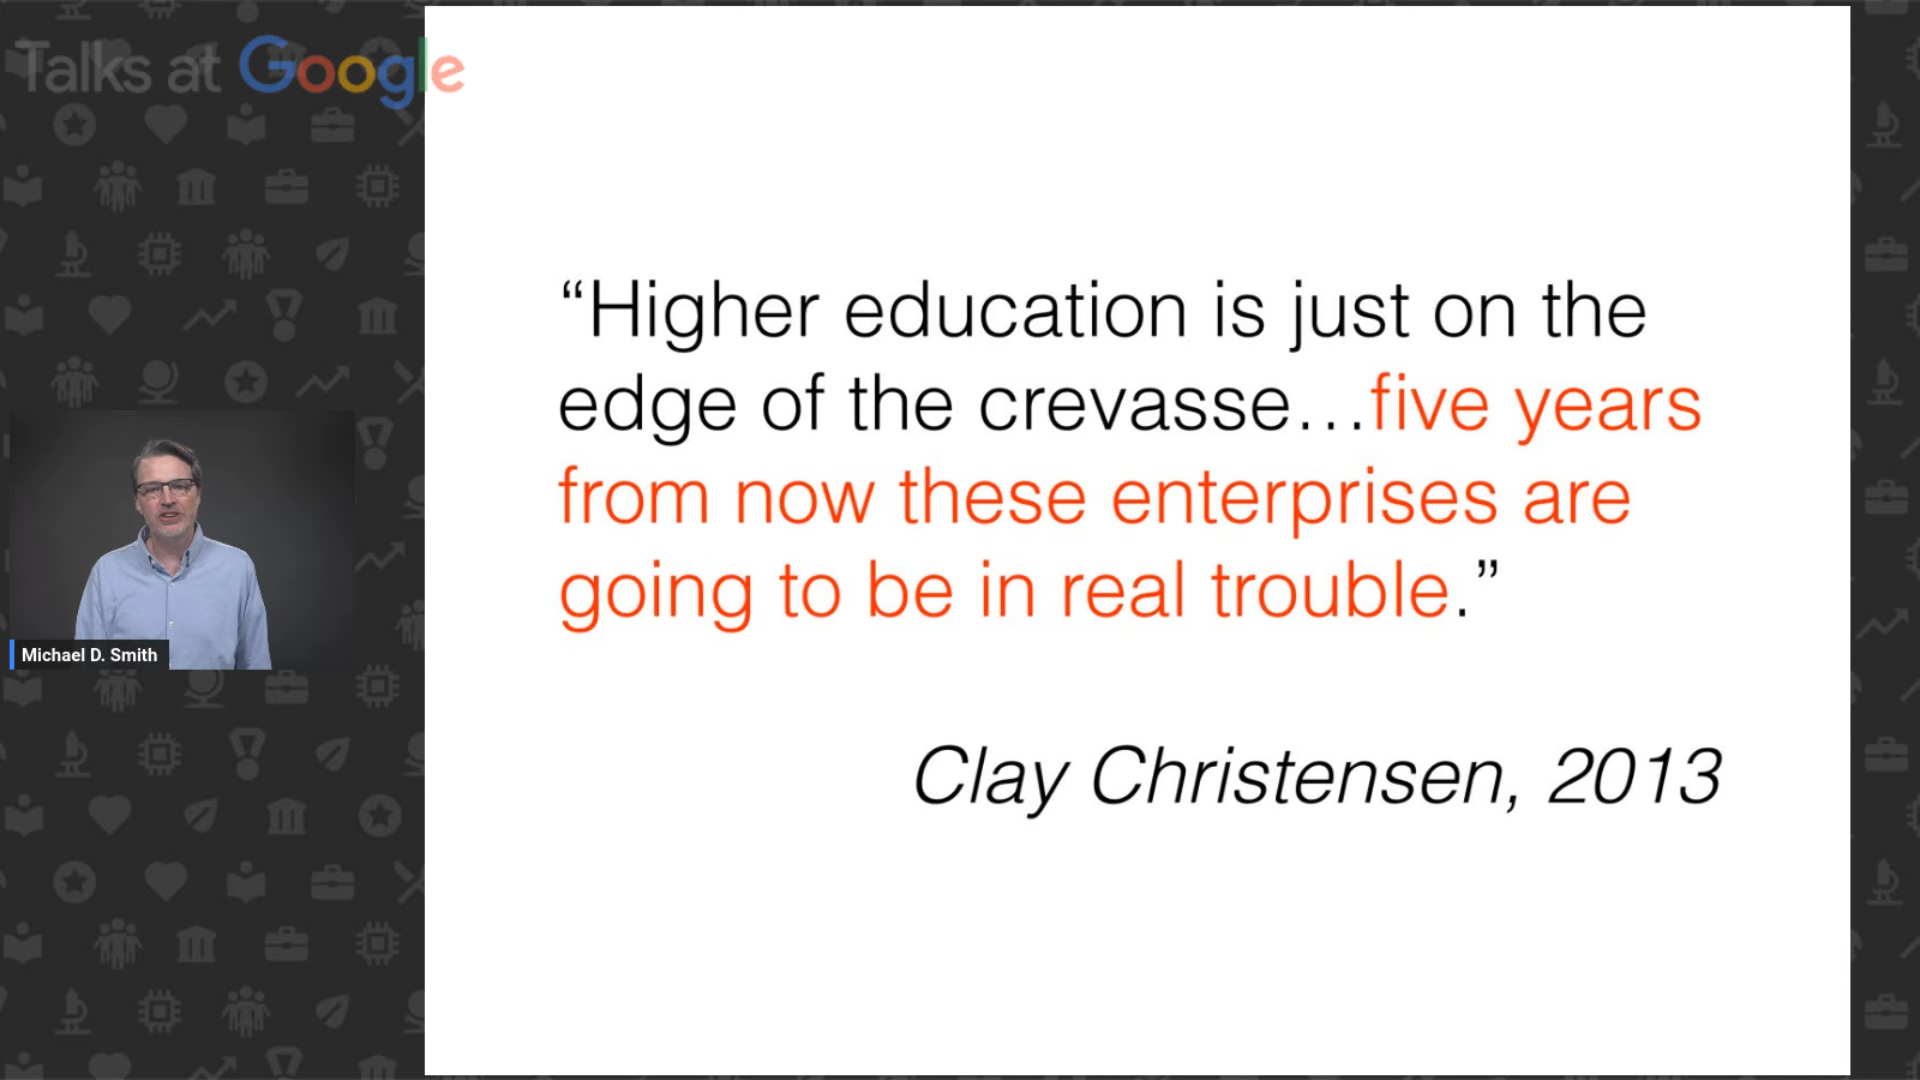 Talks at Google
“Higher education is just on the
edge of the crevasse…five years
from now these enterprises are
going to be in real trouble.”
Clay Christensen, 2013
Michael D. Smith